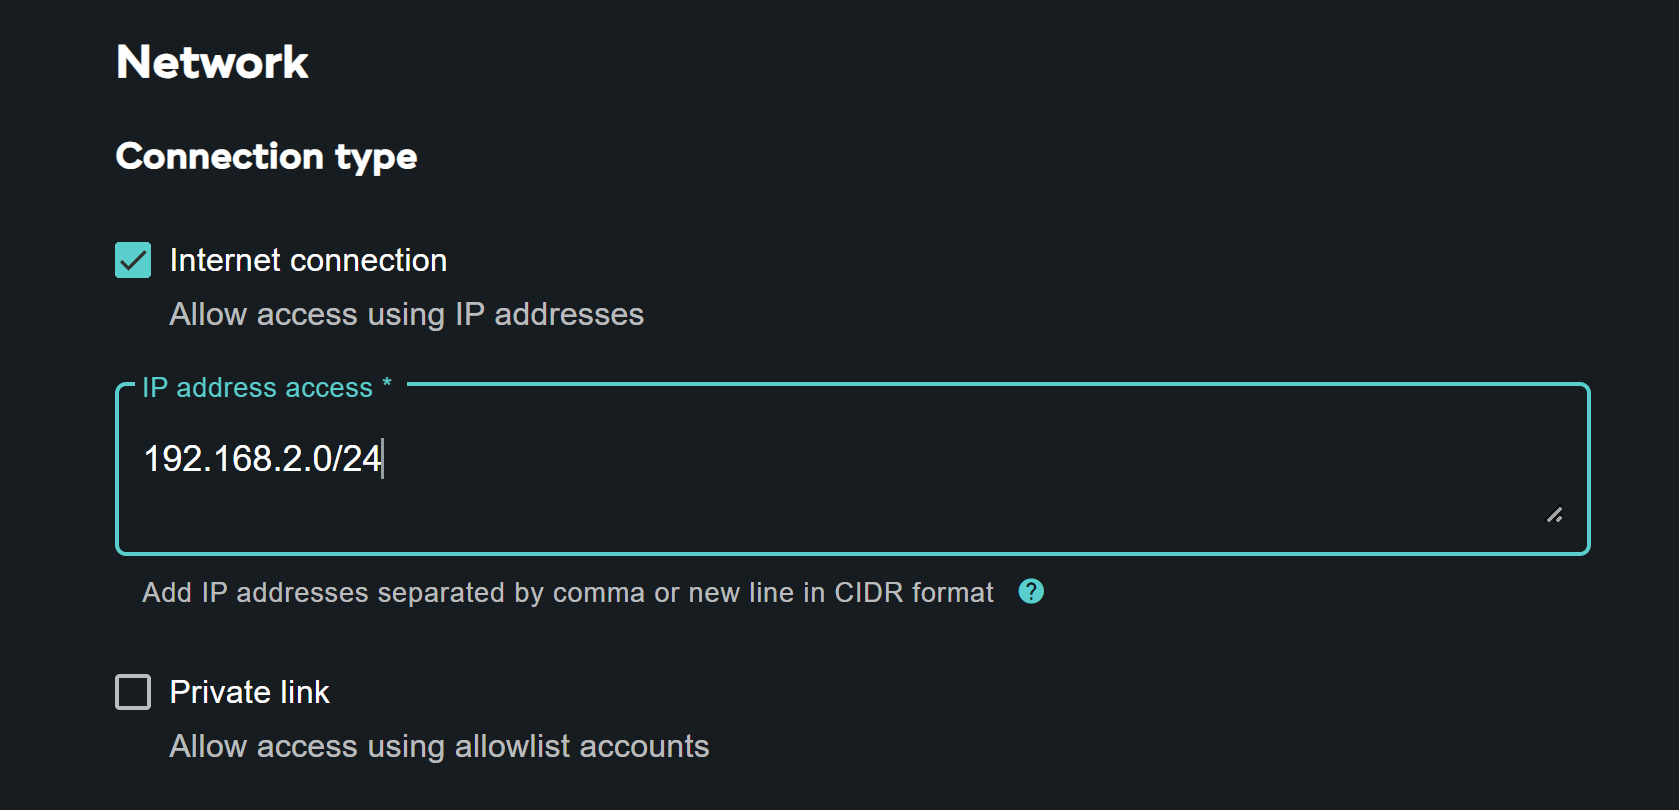 Network
Connection type
Internet connection
Allow access using IP addresses
IP address access *
192.168.2.0/24
Add IP addresses separated by comma or new line in CIDR format ?
Private link
Allow access using allowlist accounts